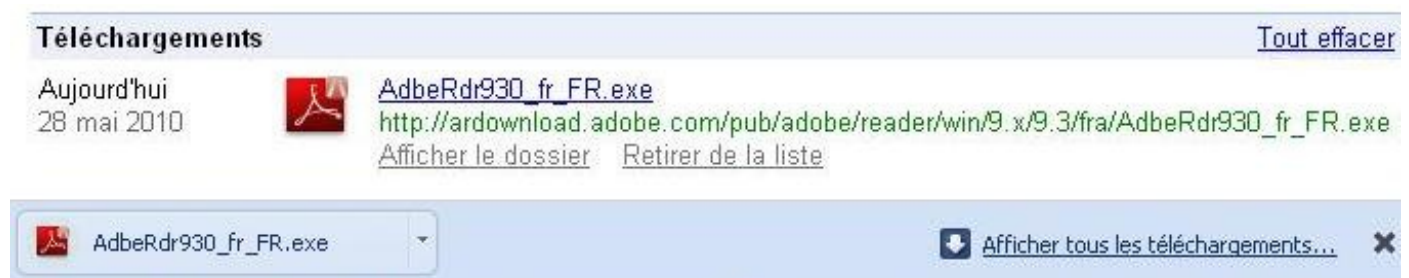 Téléchargements Tout effacer
Aujourd'hui AdbeRdr930_fr_FR.exe
28 mai 2010 http://ardownload.adobe.com/pub/adobe/reader/win/9.x/9.3/fra/AdbeRdr930_fr_FR.exe
Afficher le dossier Retirer de la liste
AdbeRdr930_fr_FR.exe Afficher tous les téléchargements...